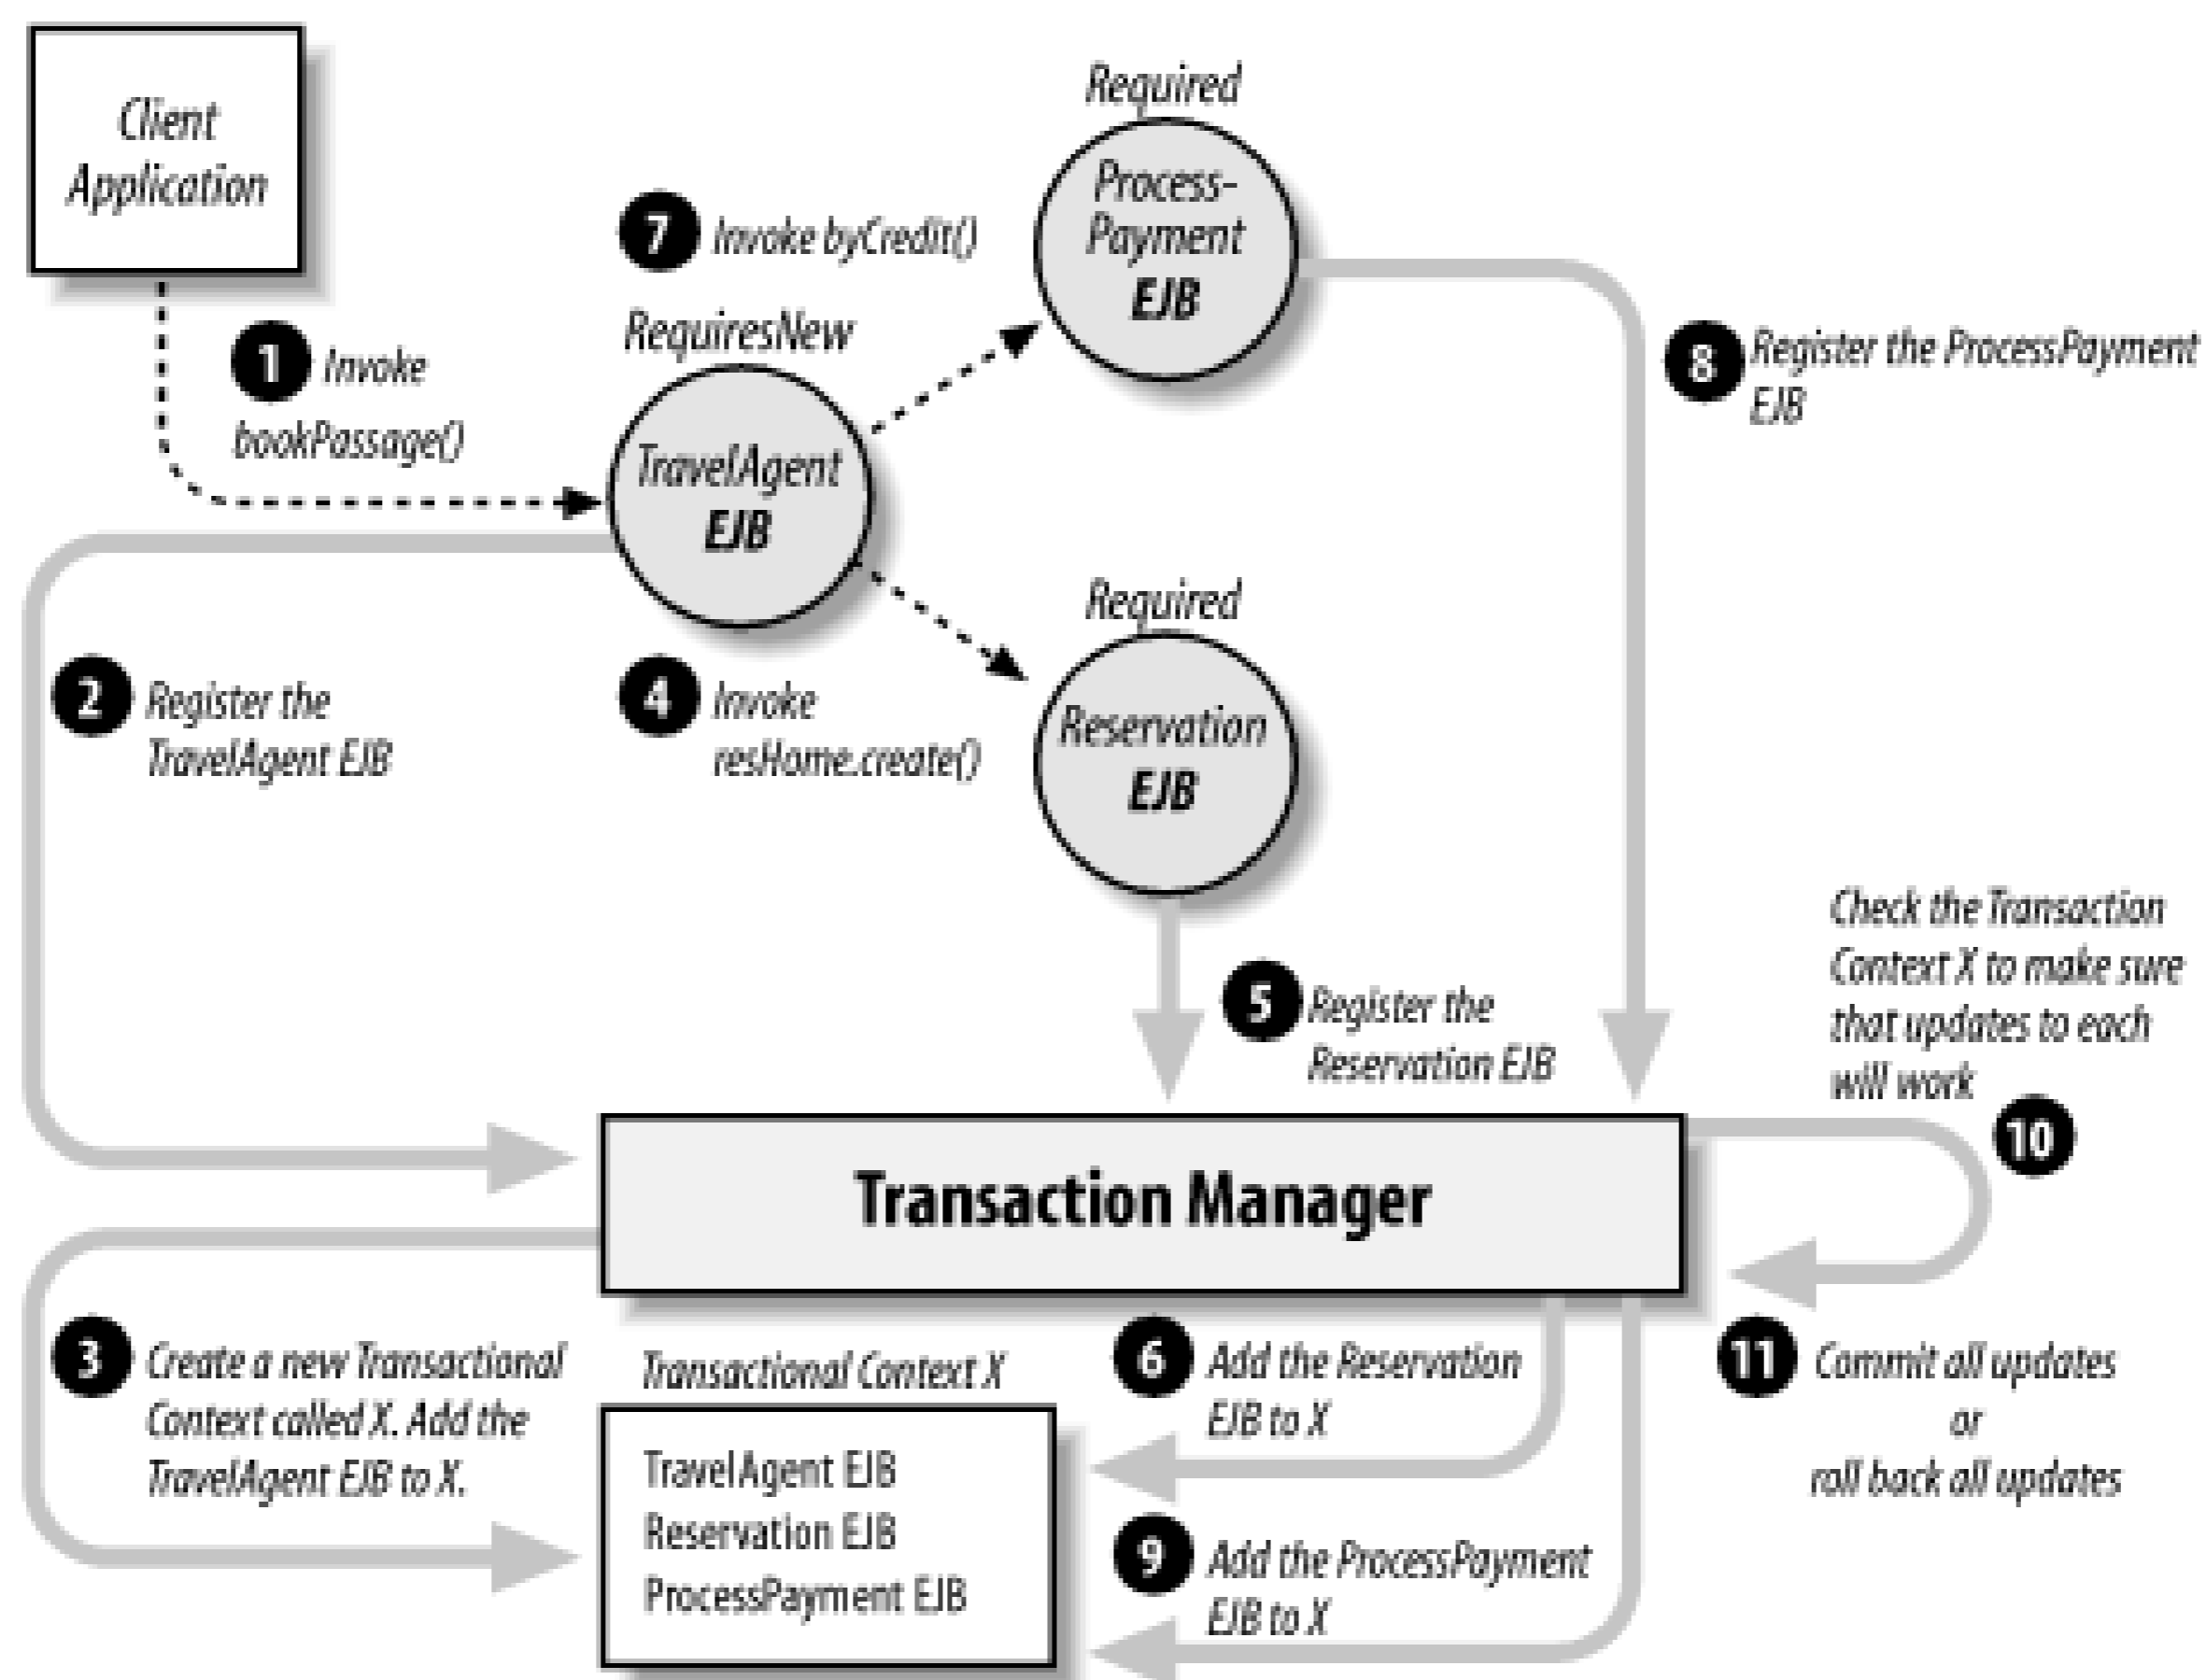 Client
Application
1 Invoke
bookPassage()
Required
Process-
Payment
EJB
7 Invoke byCredit()
RequiresNew
TravelAgent
EJB
8 Register the ProcessPayment
EJB
Required
Reservation
EJB
2 Register the
TravelAgent EJB
4 Invoke
resHome.create()
5 Register the
Reservation EJB
Check the Transaction
Context X to make sure
that updates to each
will work
10
Transaction Manager
3 Create a new Transactional
Context called X. Add the
TravelAgent EJB to X.
Transactional Context X
TravelAgent EJB
Reservation EJB
ProcessPayment EJB
6 Add the Reservation
EJB to X
9 Add the ProcessPayment
EJB to X
11 Commit all updates
or
roll back all updates